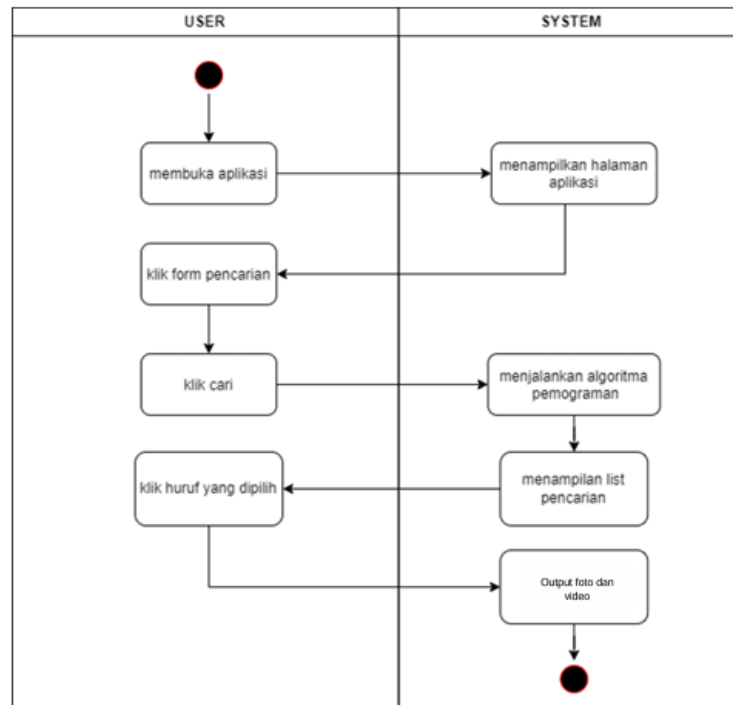 USER
SYSTEM
membuka aplikasi
menampilkan halaman
aplikasi
klik form pencarian
klik cari
menjalankan algoritma
pemograman
menampilan list
pencarian
klik huruf yang dipilih
Output foto dan
video